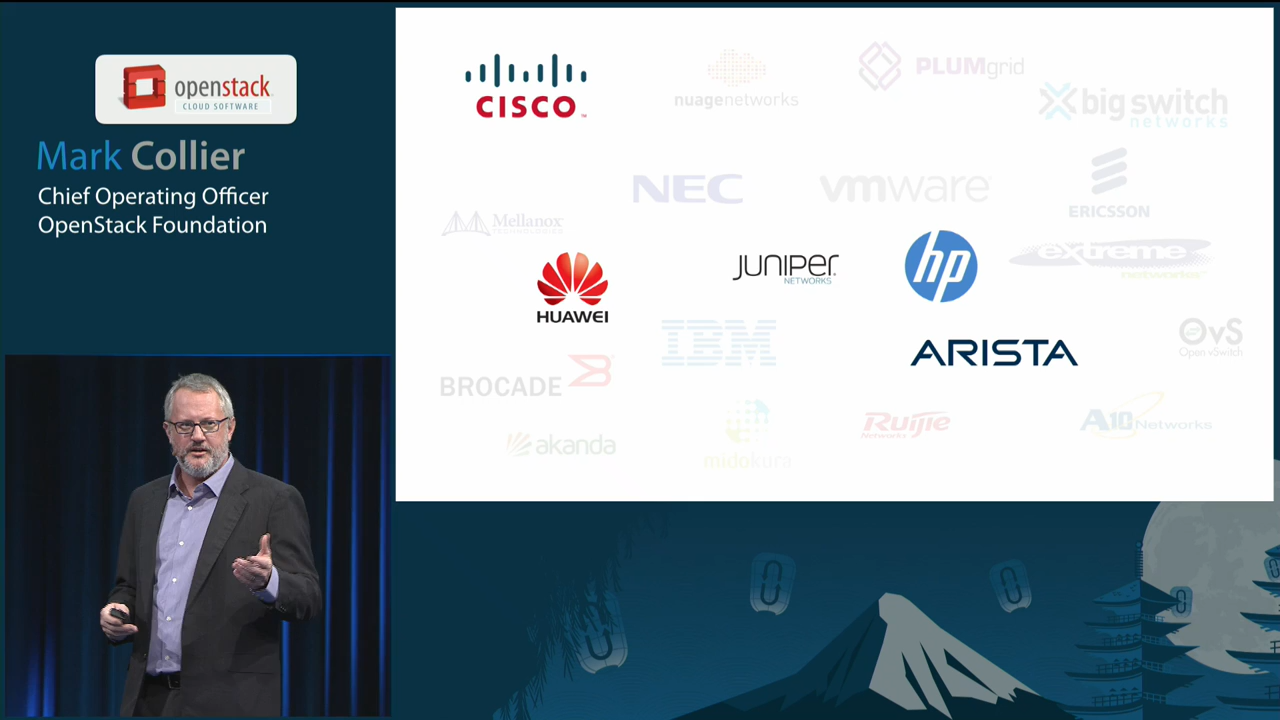 openstack
CLOUD SOFTWARE
Mark Collier
Chief Operating Officer
OpenStack Foundation
CISCO
nuagenetworks
PLUMgrid
big switch
networks
NEC
vmware
ERICSSON
Mellanox
TECHNOLOGIES
HUAWEI
JUNIPER
NETWORKS
hp
extreme
networks
IBM
ARISTA
OvS
Open vSwitch
BROCADE
akanda
midokura
Ruijie
Networks
A10 Networks